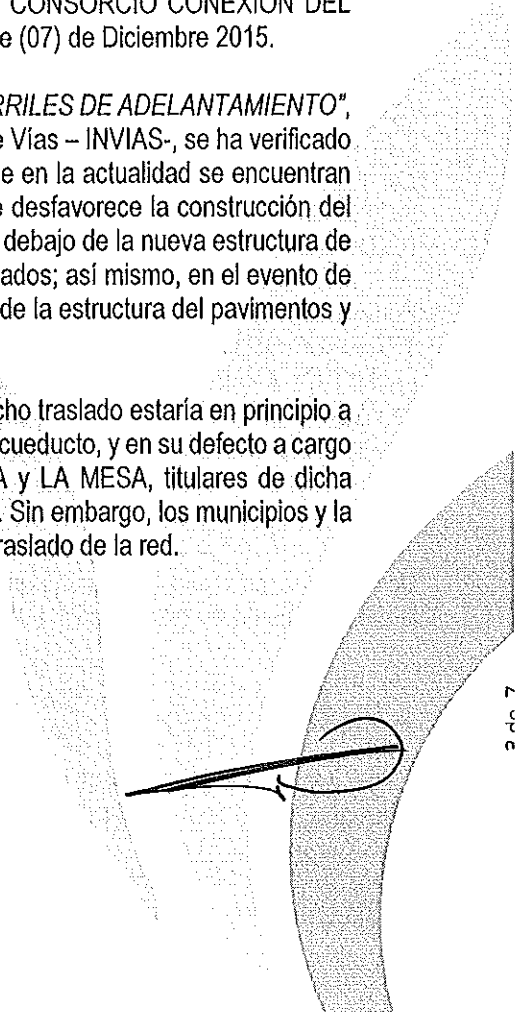 CONSORCIO CONEXIÓN DEL
e (07) de Diciembre 2015.
RRILES DE ADELANTAMIENTO",
e Vías – INVIAS-, se ha verificado
e en la actualidad se encuentran
e desfavorece la construcción del
debajo de la nueva estructura de
ados; así mismo, en el evento de
de la estructura del pavimentos y
cho traslado estaría en principio a
cueducto, y en su defecto a cargo
A y LA MESA, titulares de dicha
. Sin embargo, los municipios y la
raslado de la red.